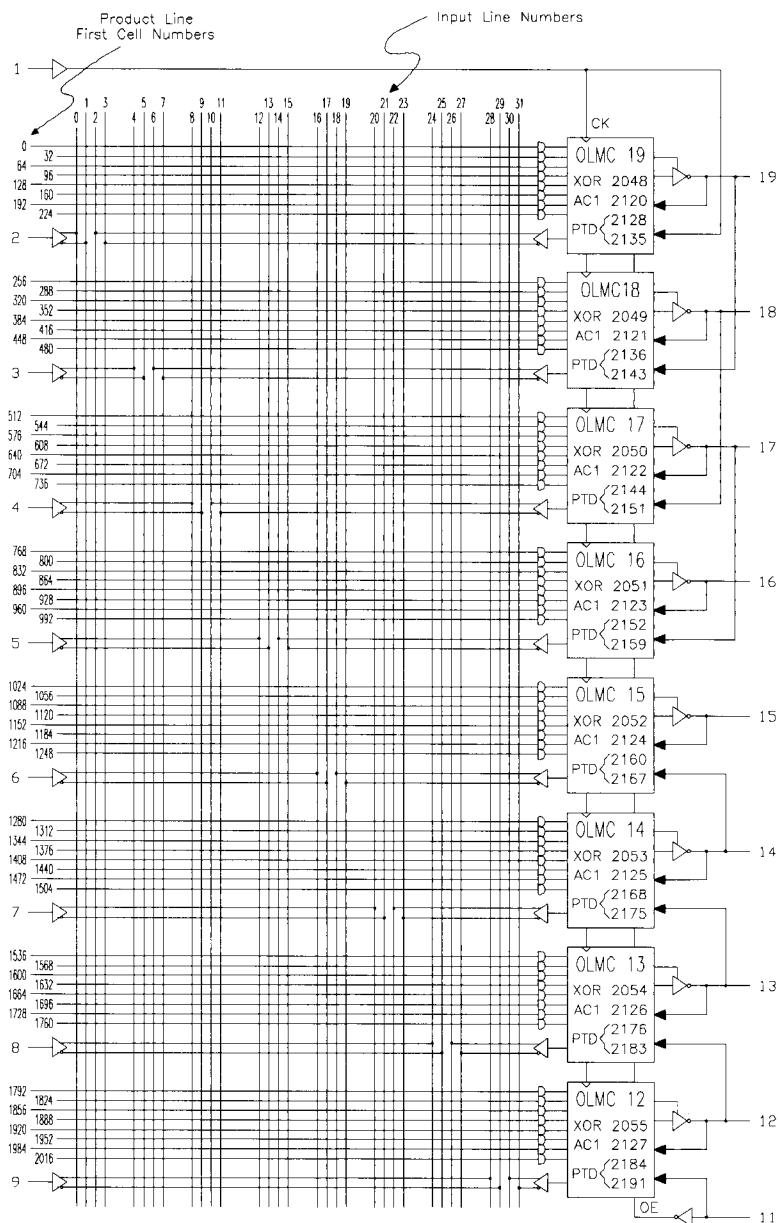 Product Line
First Cell Numbers
Input Line Numbers
1
1 3 5 7 9 11 13 15 17 19 21 23 25 27 29 31
0 2 4 6 8 10 12 14 16 18 20 22 24 26 28 30
CK
0
32
64
96
128
160
192
224
OLMC 19
XOR 2048
AC1 2120
PTD 2128
2135
19
2
256
288
320
352
384
416
448
480
OLMC18
XOR 2049
AC1 2121
PTD 2136
2143
18
3
512
544
576
608
640
672
704
736
OLMC 17
XOR 2050
AC1 2122
PTD 2144
2151
17
4
768
800
832
864
896
928
960
992
OLMC 16
XOR 2051
AC1 2123
PTD 2152
2159
16
5
1024
1056
1088
1120
1152
1184
1216
1248
OLMC 15
XOR 2052
AC1 2124
PTD 2160
2167
15
6
1280
1312
1344
1376
1408
1440
1472
1504
OLMC 14
XOR 2053
AC1 2125
PTD 2168
2175
14
7
1536
1568
1600
1632
1664
1696
1728
1760
OLMC 13
XOR 2054
AC1 2126
PTD 2176
2183
13
8
1792
1824
1856
1888
1920
1952
1984
2016
OLMC 12
XOR 2055
AC1 2127
PTD 2184
2191
12
9
OE
11